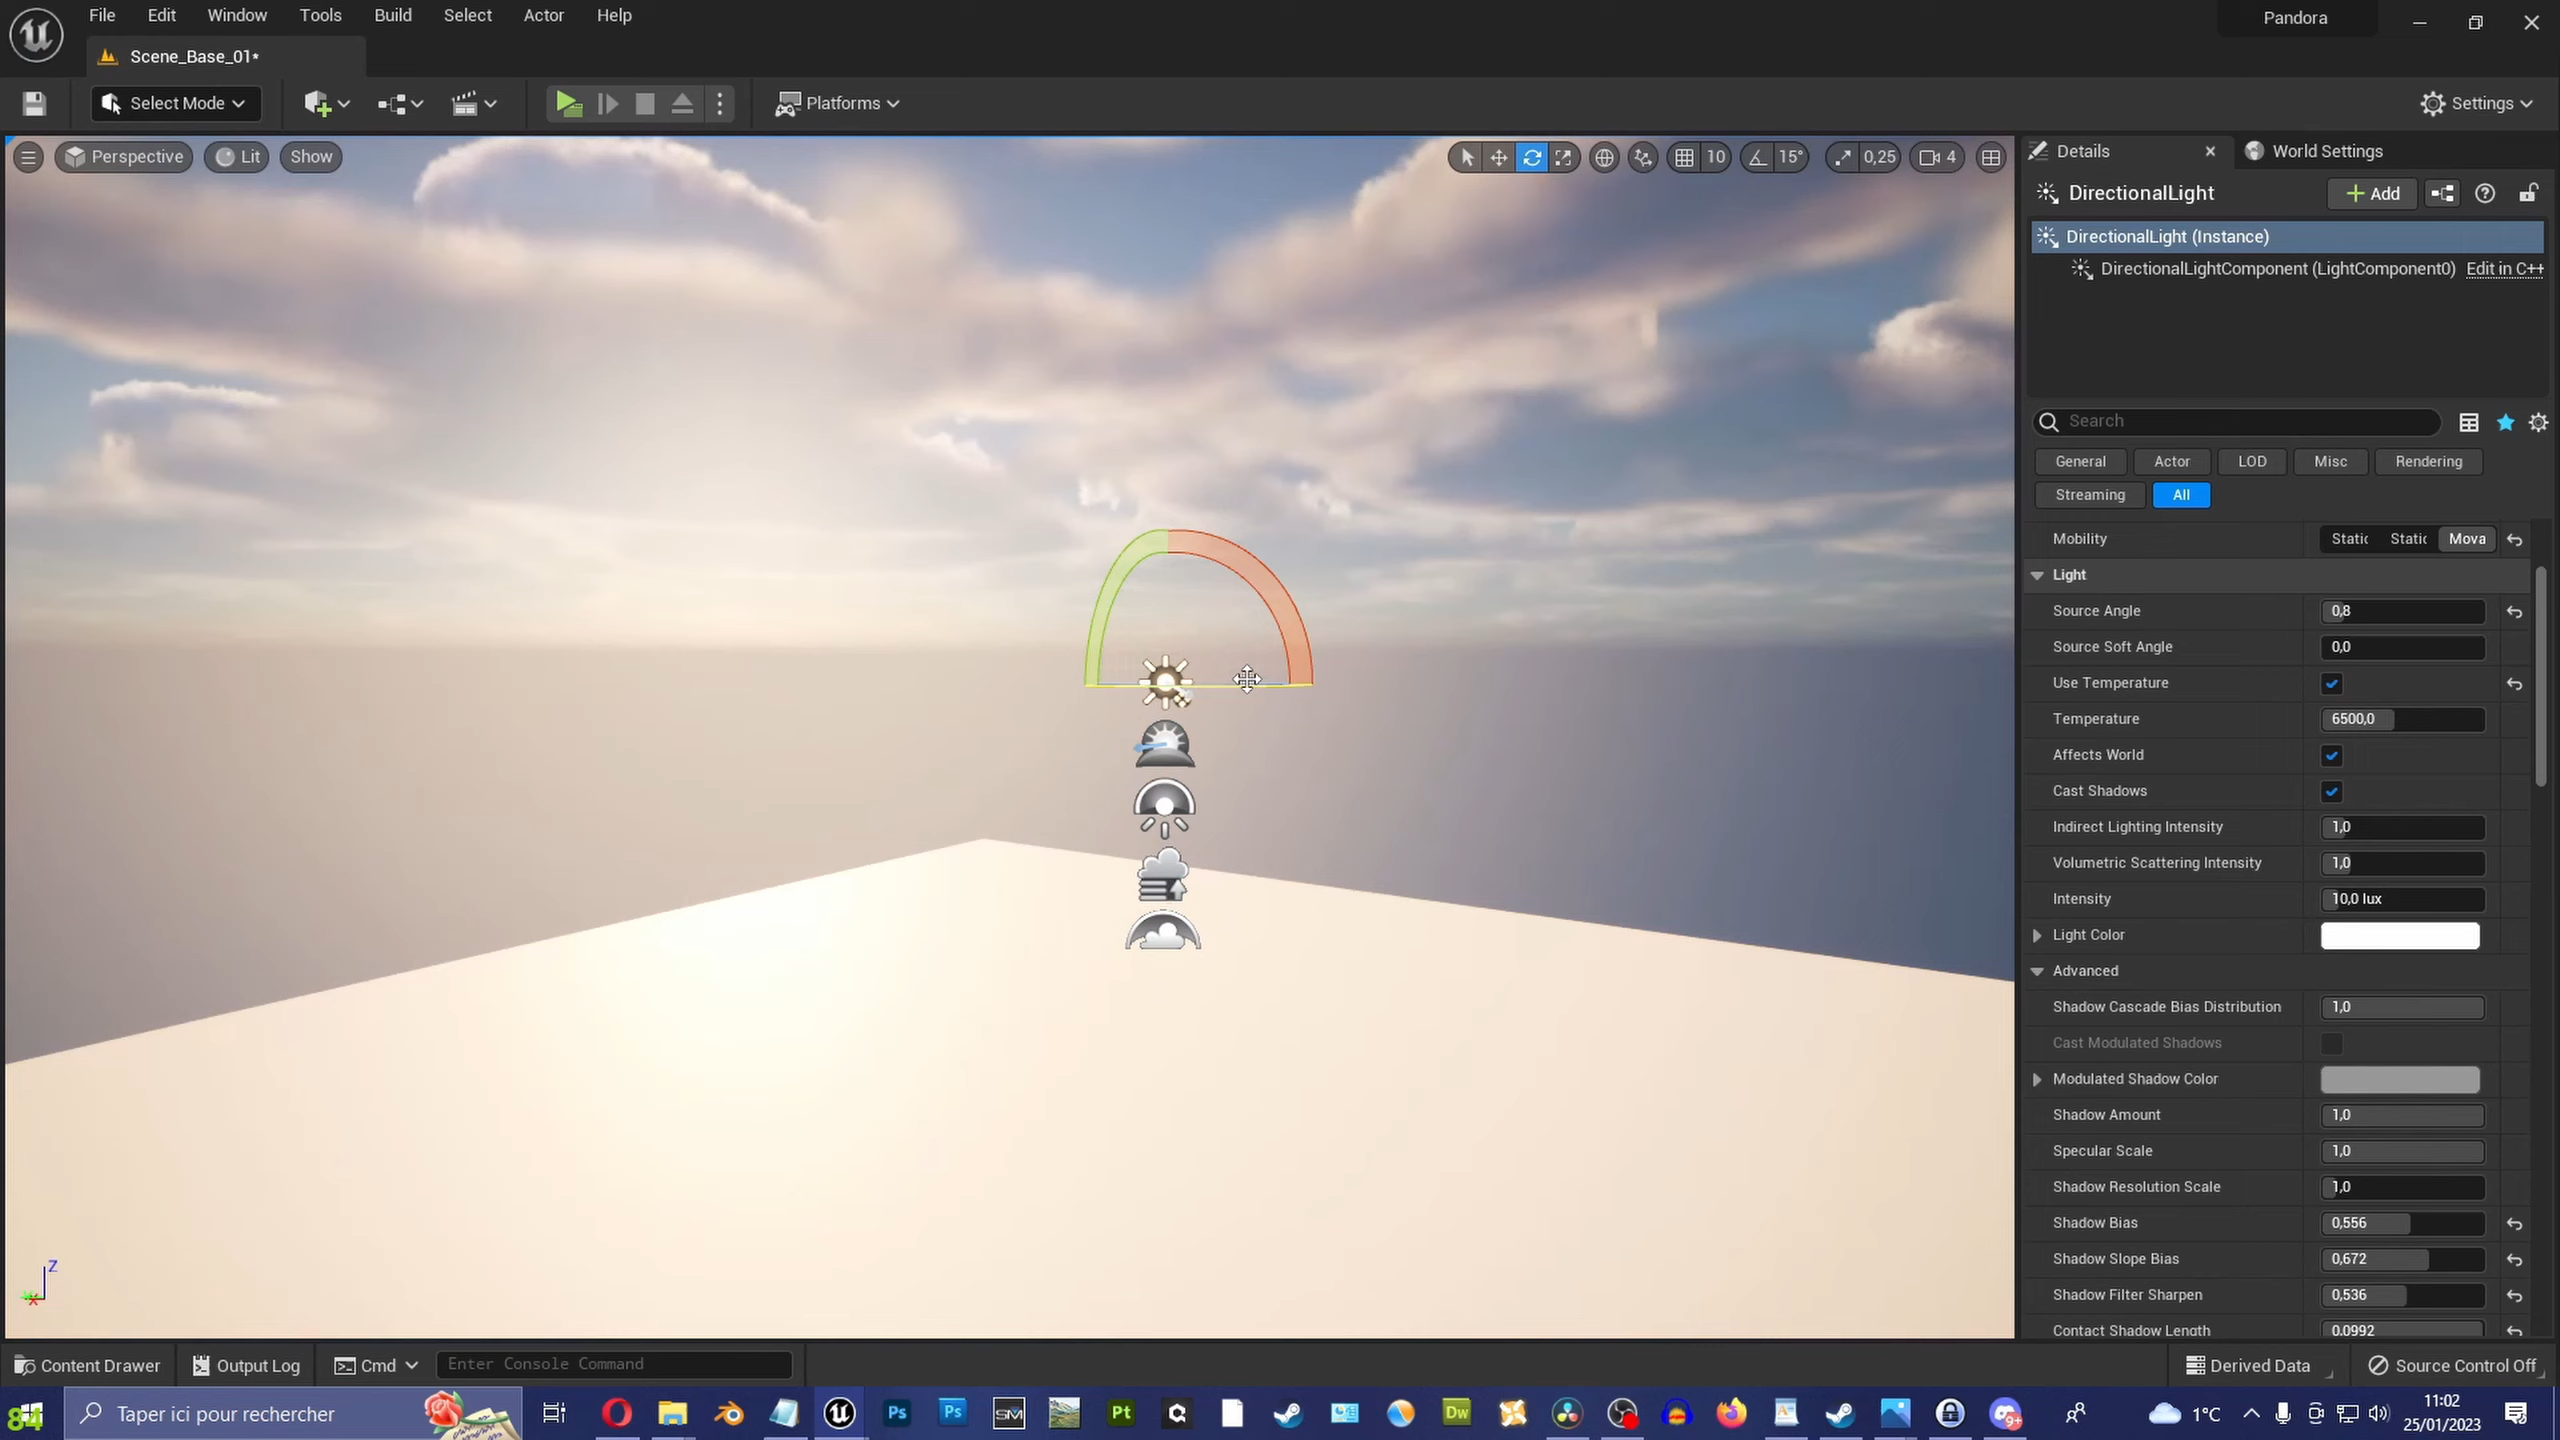 File Edit Window Tools Build Select Actor Help
Pandora
Scene_Base_01*
Select Mode
Platforms
Settings
Perspective Lit Show
10 15° 0,25 4
Details
World Settings
DirectionalLight
Add
DirectionalLight (Instance)
DirectionalLightComponent (LightComponent0) Edit in C++
Search
General Actor LOD Misc Rendering
Streaming All
Mobility Static Static Mova
Light
Source Angle 0,8
Source Soft Angle 0,0
Use Temperature
Temperature 6500,0
Affects World
Cast Shadows
Indirect Lighting Intensity 1,0
Volumetric Scattering Intensity 1,0
Intensity 10,0 lux
Light Color
Advanced
Shadow Cascade Bias Distribution 1,0
Cast Modulated Shadows
Modulated Shadow Color
Shadow Amount 1,0
Specular Scale 1,0
Shadow Resolution Scale 1,0
Shadow Bias 0,556
Shadow Slope Bias 0,672
Shadow Filter Sharpen 0,536
Contact Shadow Length 0,0992
Z
X
Content Drawer Output Log Cmd Enter Console Command
Derived Data Source Control Off
84 Taper ici pour rechercher
Ps Ps SM Pt Dw 9+
1°C
11:02
25/01/2023